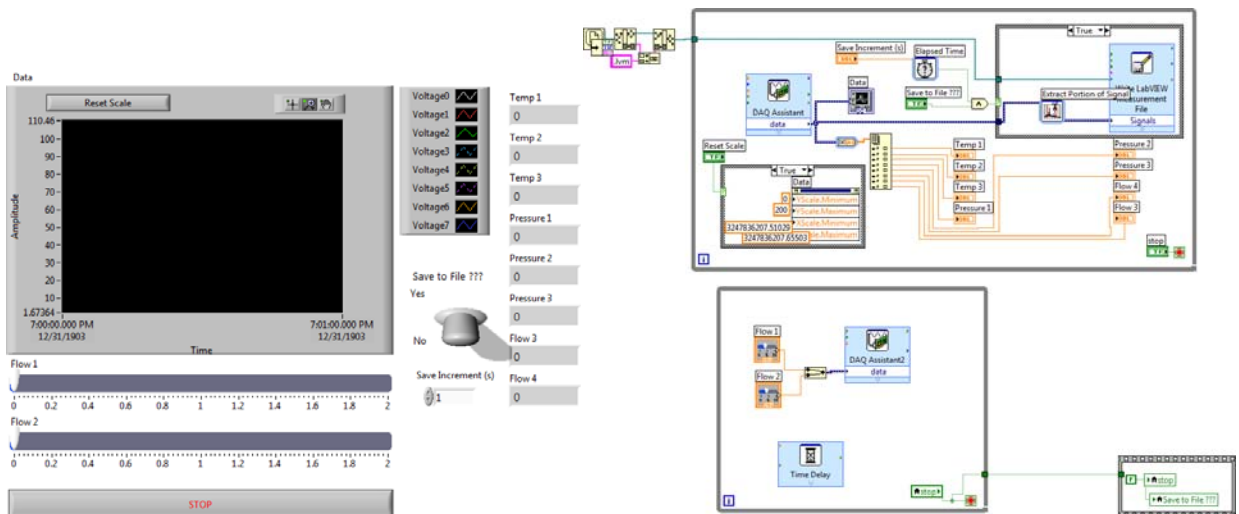 Data
Reset Scale
110.46
100
90
80
70
60
50
40
30
20
10
1.67364
Amplitude
7:00:00.000 PM
12/31/1903
7:01:00.000 PM
12/31/1903
Time
Voltage0
Voltage1
Voltage2
Voltage3
Voltage4
Voltage5
Voltage6
Voltage7
Temp 1
0
Temp 2
0
Temp 3
0
Pressure 1
0
Pressure 2
0
Pressure 3
0
Flow 3
0
Flow 4
0
Save to File ???
Yes
No
Save Increment (s)
1
Flow 1
0 0.2 0.4 0.6 0.8 1 1.2 1.4 1.6 1.8 2
Flow 2
0 0.2 0.4 0.6 0.8 1 1.2 1.4 1.6 1.8 2
STOP
.lvm
True
Save Increment (s)
Elapsed Time
Save to File ???
Data
DAQ Assistant
data
Extract Portion of Signal
Write LabVIEW
Measurement
File
Signals
Reset Scale
True
Data
0
200
3247836207.51029
3247836207.65503
YScale.Minimum
YScale.Maximum
Temp 1
Temp 2
Temp 3
Pressure 1
Pressure 2
Pressure 3
Flow 4
Flow 3
stop
i
Flow 1
Flow 2
DAQ Assistant2
data
Time Delay
stop
i
F
stop
Save to File ???